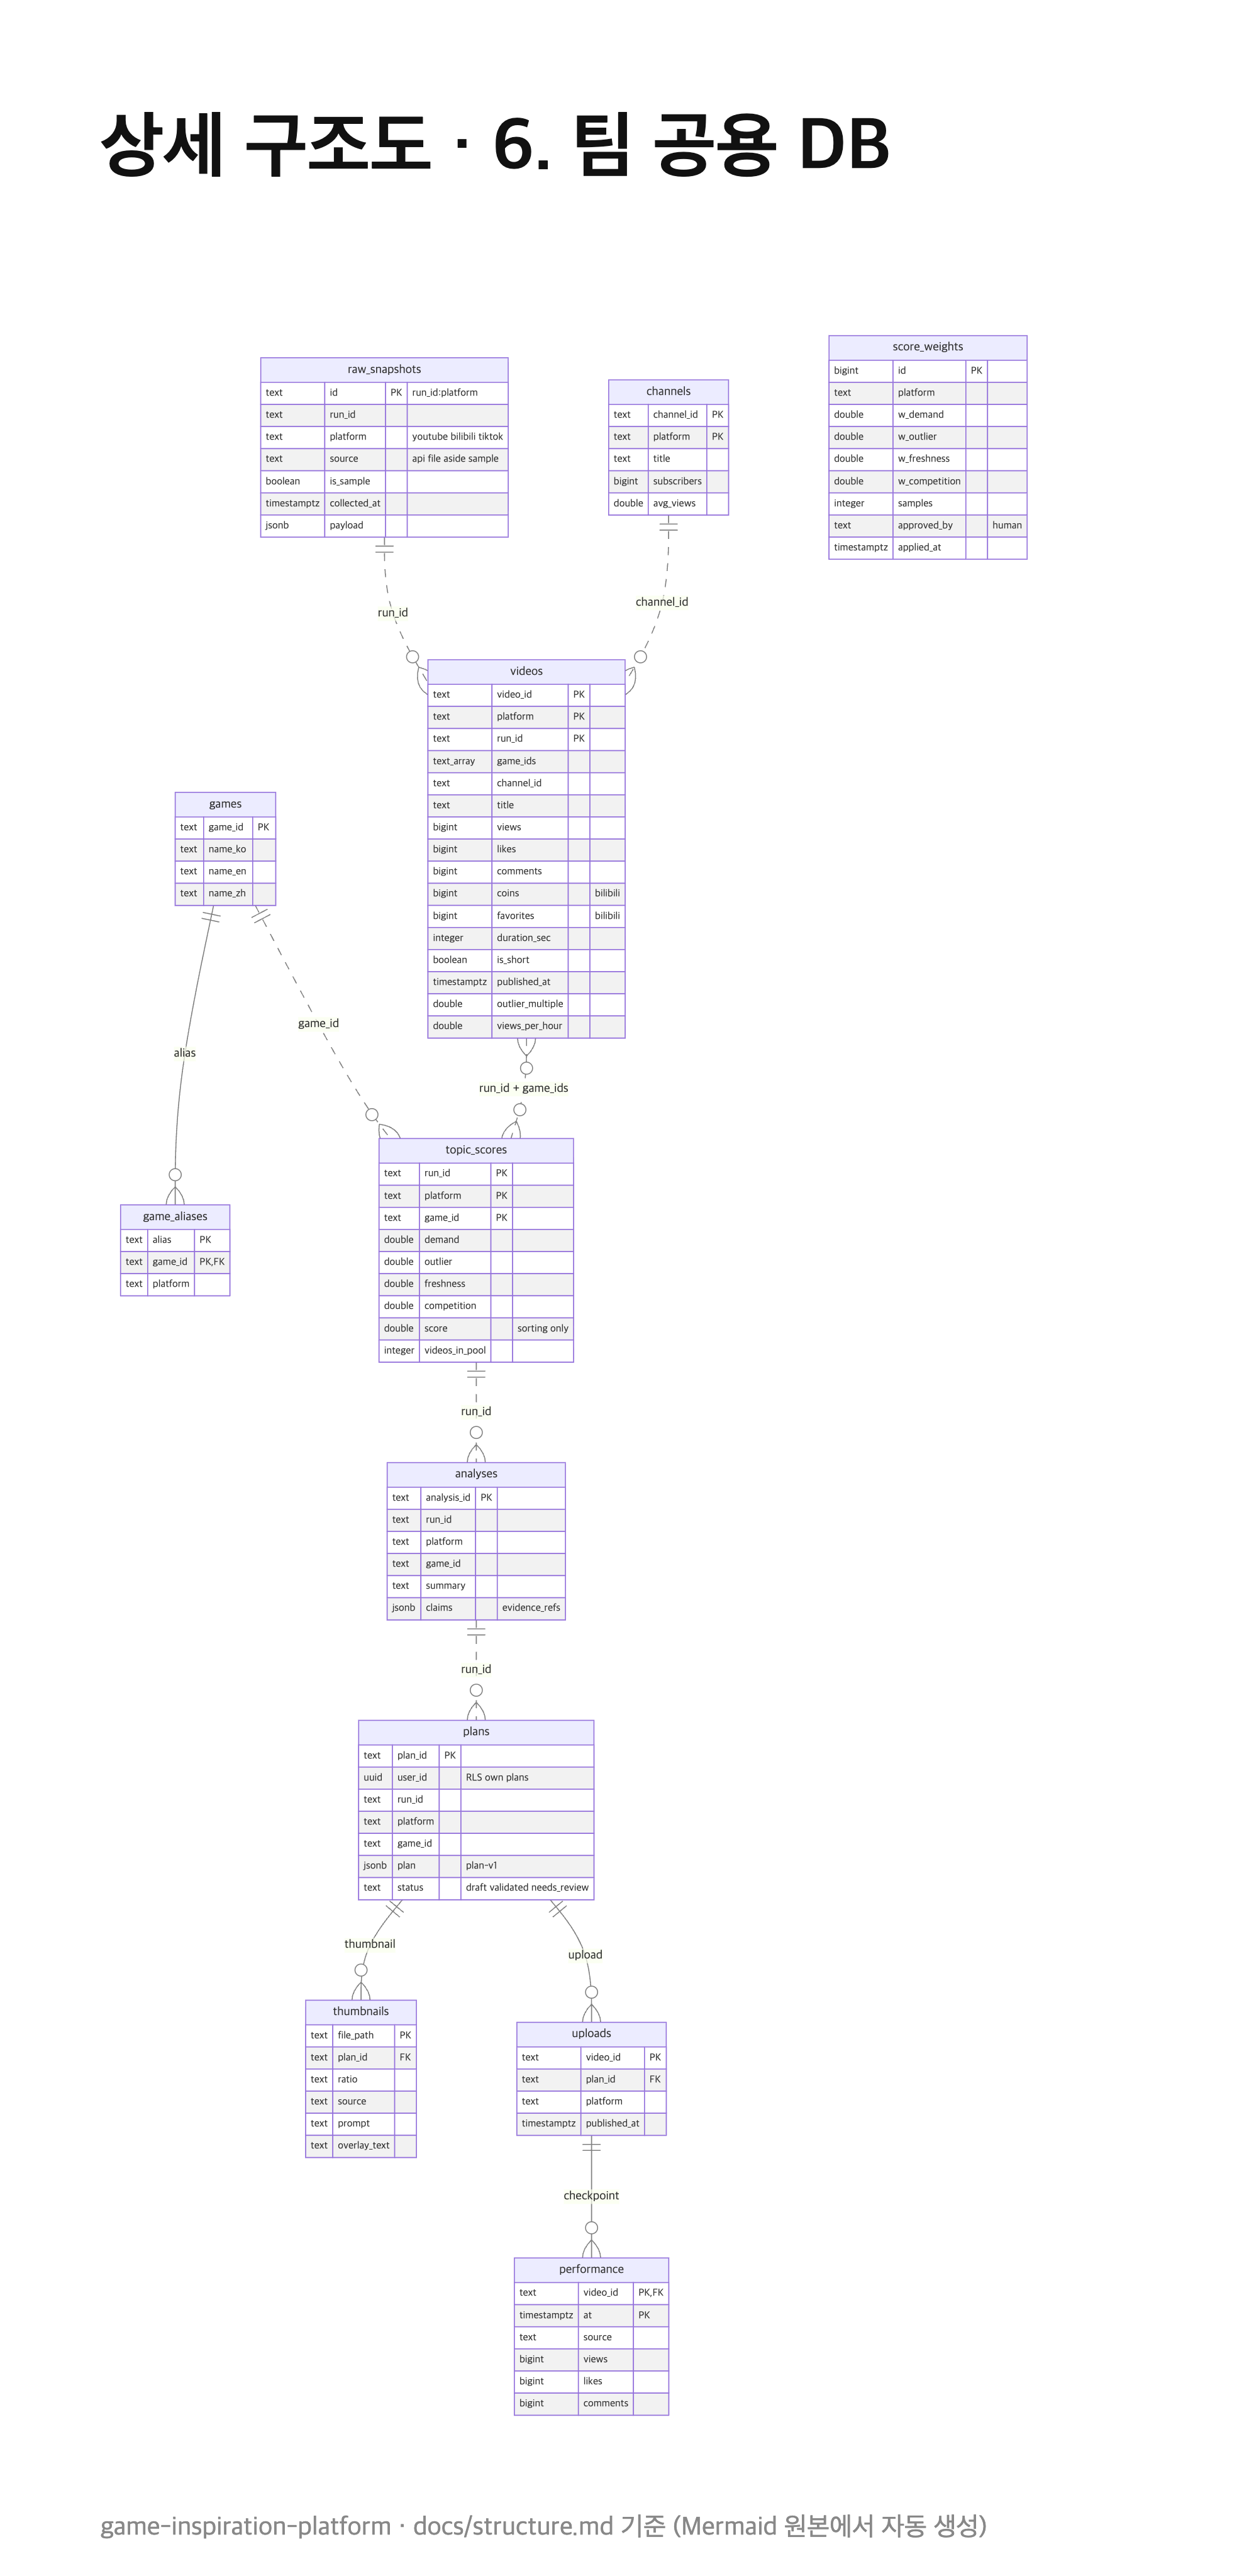 상세 구조도 · 6. 팀 공용 DB
raw_snapshots
text id PK run_id:platform
text run_id
text platform youtube bilibili tiktok
text source api file aside sample
boolean is_sample
timestamptz collected_at
jsonb payload
channels
text channel_id PK
text platform PK
text title
bigint subscribers
double avg_views
score_weights
bigint id PK
text platform
double w_demand
double w_outlier
double w_freshness
double w_competition
integer samples
text approved_by human
timestamptz applied_at
run_id
channel_id
videos
text video_id PK
text platform PK
text run_id PK
text_array game_ids
text channel_id
text title
bigint views
bigint likes
bigint comments
bigint coins bilibili
bigint favorites bilibili
integer duration_sec
boolean is_short
timestamptz published_at
double outlier_multiple
double views_per_hour
games
text game_id PK
text name_ko
text name_en
text name_zh
game_id
alias
run_id + game_ids
topic_scores
text run_id PK
text platform PK
text game_id PK
double demand
double outlier
double freshness
double competition
double score sorting only
integer videos_in_pool
game_aliases
text alias PK
text game_id PK,FK
text platform
run_id
analyses
text analysis_id PK
text run_id
text platform
text game_id
text summary
jsonb claims evidence_refs
run_id
plans
text plan_id PK
uuid user_id RLS own plans
text run_id
text platform
text game_id
jsonb plan plan-v1
text status draft validated needs_review
thumbnail
upload
thumbnails
text file_path PK
text plan_id FK
text ratio
text source
text prompt
text overlay_text
uploads
text video_id PK
text plan_id FK
text platform
timestamptz published_at
checkpoint
performance
text video_id PK,FK
timestamptz at PK
text source
bigint views
bigint likes
bigint comments
game-inspiration-platform · docs/structure.md 기준 (Mermaid 원본에서 자동 생성)